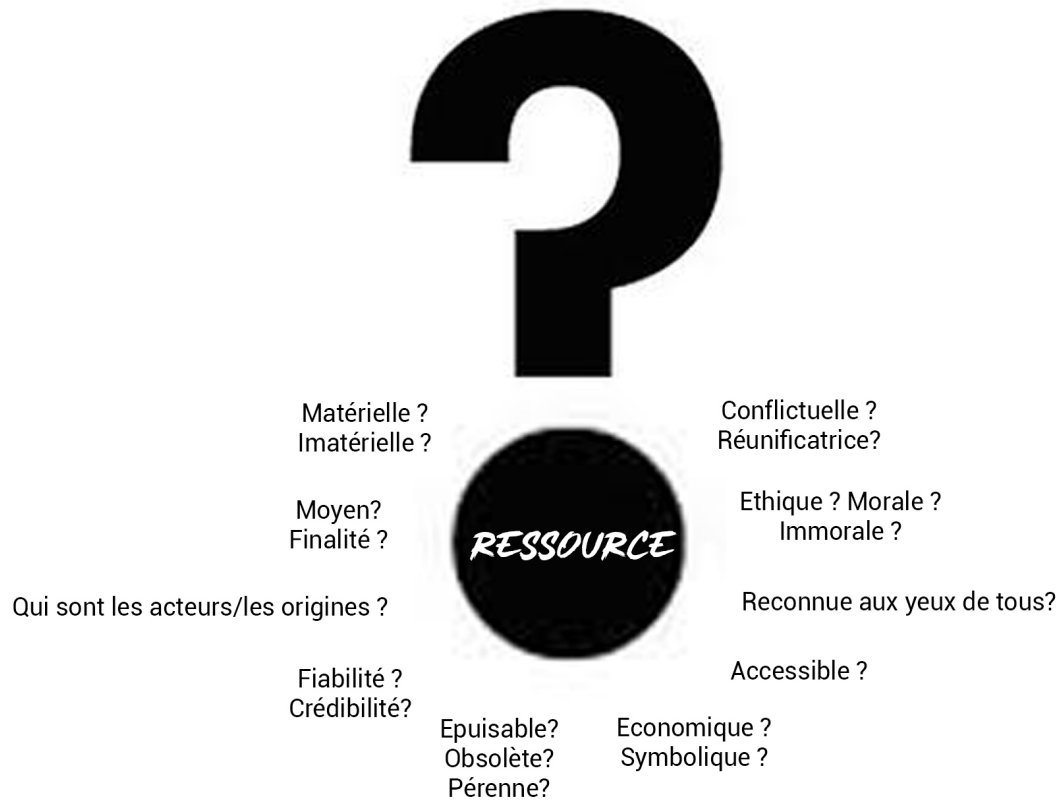 Matérielle ?
Imatérielle ?
Conflictuelle ?
Réunificatrice?
Moyen?
Finalité ?
Ethique ? Morale ?
Immorale ?
RESSOURCE
Qui sont les acteurs/les origines ?
Reconnue aux yeux de tous?
Fiabilité ?
Crédibilité?
Accessible ?
Epuisable?
Obsolète?
Pérenne?
Economique ?
Symbolique ?